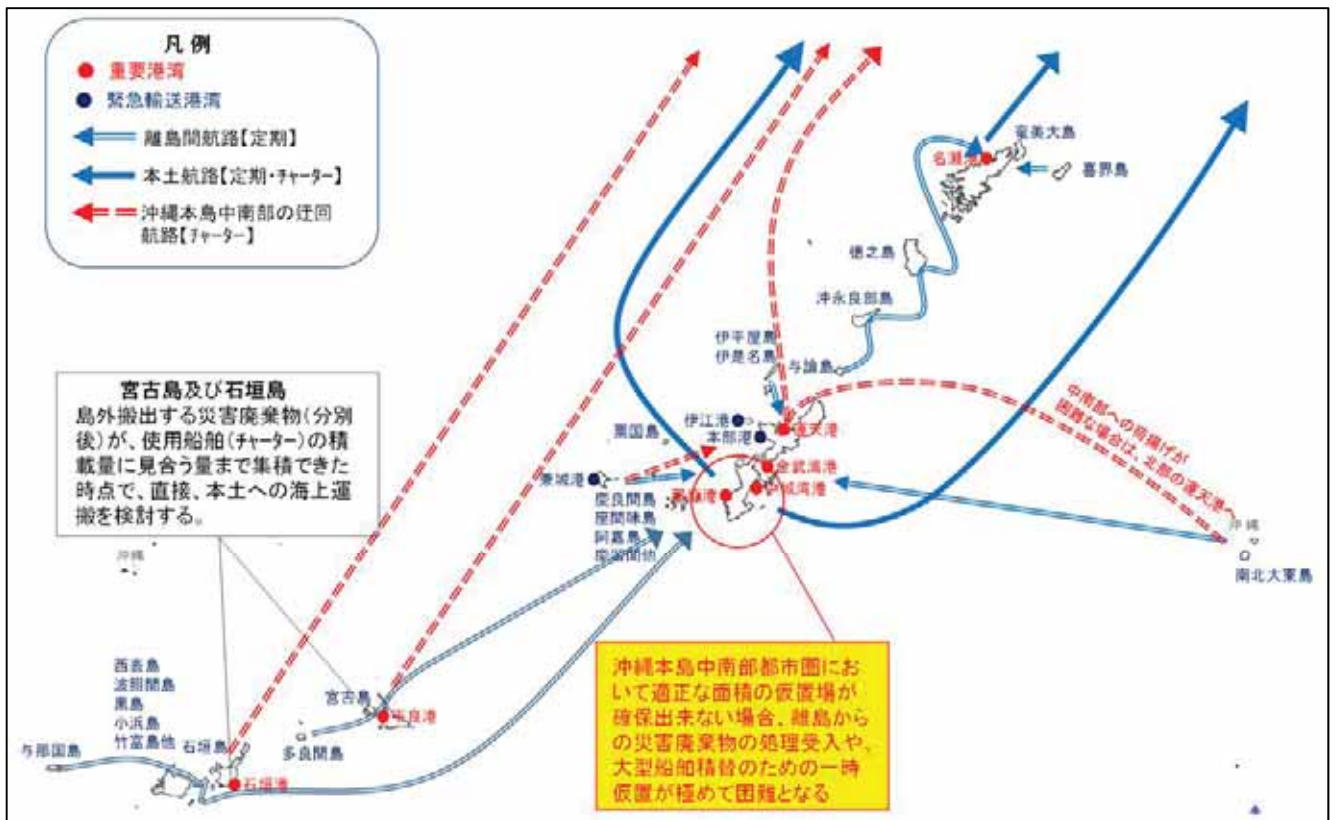 凡例
重要港湾
緊急輸送港湾
離島間航路【定期】
本土航路【定期・チャーター】
沖縄本島中南部の迂回
航路【チャーター】
奄美大島
名瀬港
喜界島
徳之島
沖永良部島
伊平屋島
伊是名島
与論島
宮古島及び石垣島
島外搬出する災害廃棄物(分別
後)が、使用船舶(チャーター)の積
載量に見合う量まで集積できた
時点で、直接、本土への海上運
搬を検討する。
伊江港
本部港
運天港
粟国島
金武湾港
兼城港
中城湾港
慶良間島
座間味島
阿嘉島
中南部への荷揚げが
困難な場合は、北部の運天港へ
沖縄
南北大東島
沖縄
沖縄本島中南部都市圏にお
いて適正な面積の仮置場が
確保出来ない場合、離島から
の災害廃棄物の処理受入や、
大型船舶積替のための一時
仮置が極めて困難となる
西表島
波照間島
黒島
小浜島
竹富島他
石垣島
与那国島
石垣港
宮古島
平良港
多良間島